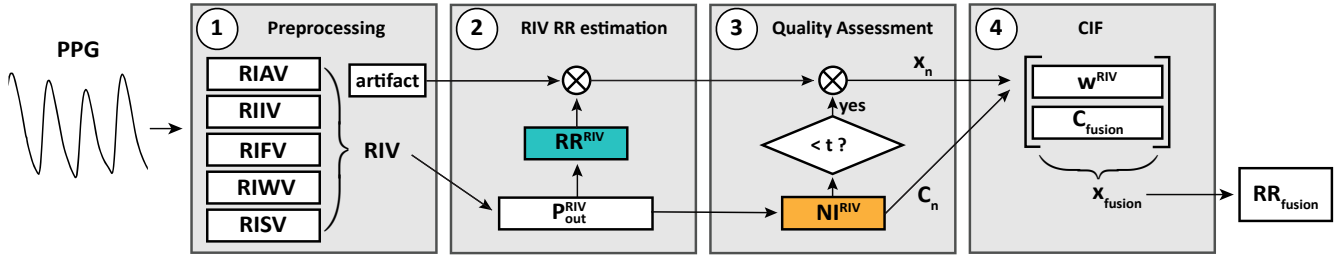 PPG
1 Preprocessing
RIAV
RIIV
RIFV
RIWV
RISV
artifact
RIV
2 RIV RR estimation
RR^RIV
P_out^RIV
3 Quality Assessment
yes
< t ?
NI^RIV
x_n
C_n
4 CIF
w^RIV
C_fusion
x_fusion
RR_fusion